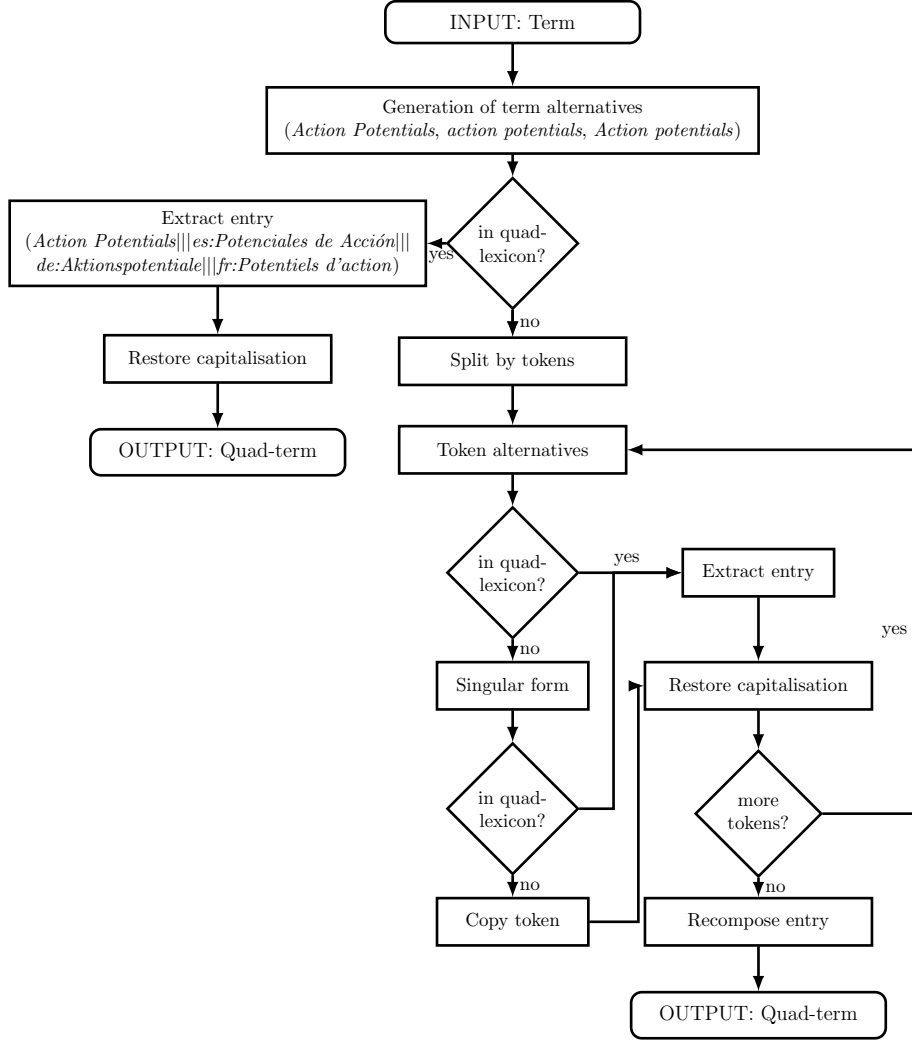 INPUT: Term
Generation of term alternatives
(Action Potentials, action potentials, Action potentials)
in quad-
lexicon?
yes
Extract entry
(Action Potentials|||es:Potenciales de Acción|||
de:Aktionspotentiale|||fr:Potentiels d'action)
no
Restore capitalisation
Split by tokens
OUTPUT: Quad-term
Token alternatives
in quad-
lexicon?
yes
Extract entry
yes
no
Singular form
Restore capitalisation
in quad-
lexicon?
more
tokens?
no
no
Copy token
Recompose entry
OUTPUT: Quad-term